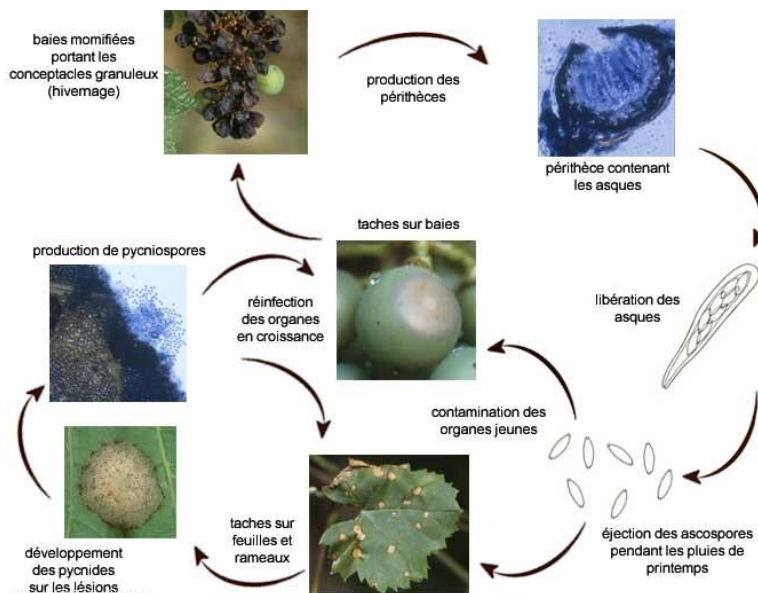 baies momifiées
portant les
conceptacles granuleux
(hivernage)
production des
périthèces
périthèce contenant
les asques
taches sur baies
production de pycniospores
réinfection
des organes
en croissance
libération des
asques
contamination des
organes jeunes
taches sur
feuilles et
rameaux
éjection des ascospores
pendant les pluies de
printemps
développement
des pycnides
sur les lésions